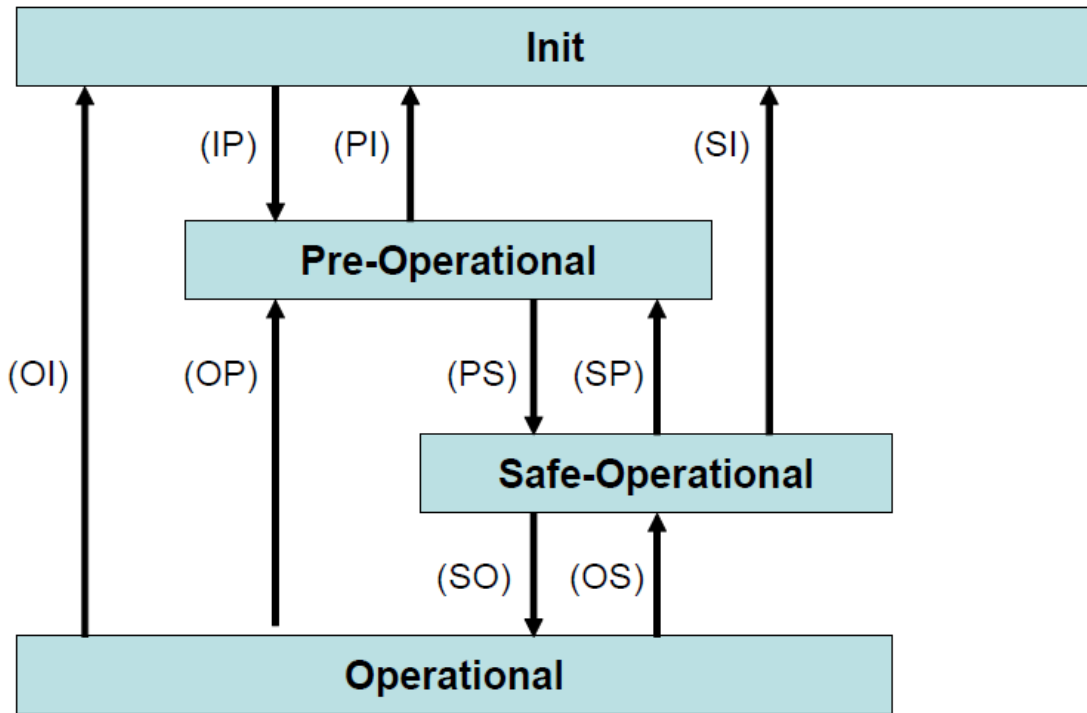 Init
(IP)
(PI)
(SI)
Pre-Operational
(OI)
(OP)
(PS)
(SP)
Safe-Operational
(SO)
(OS)
Operational